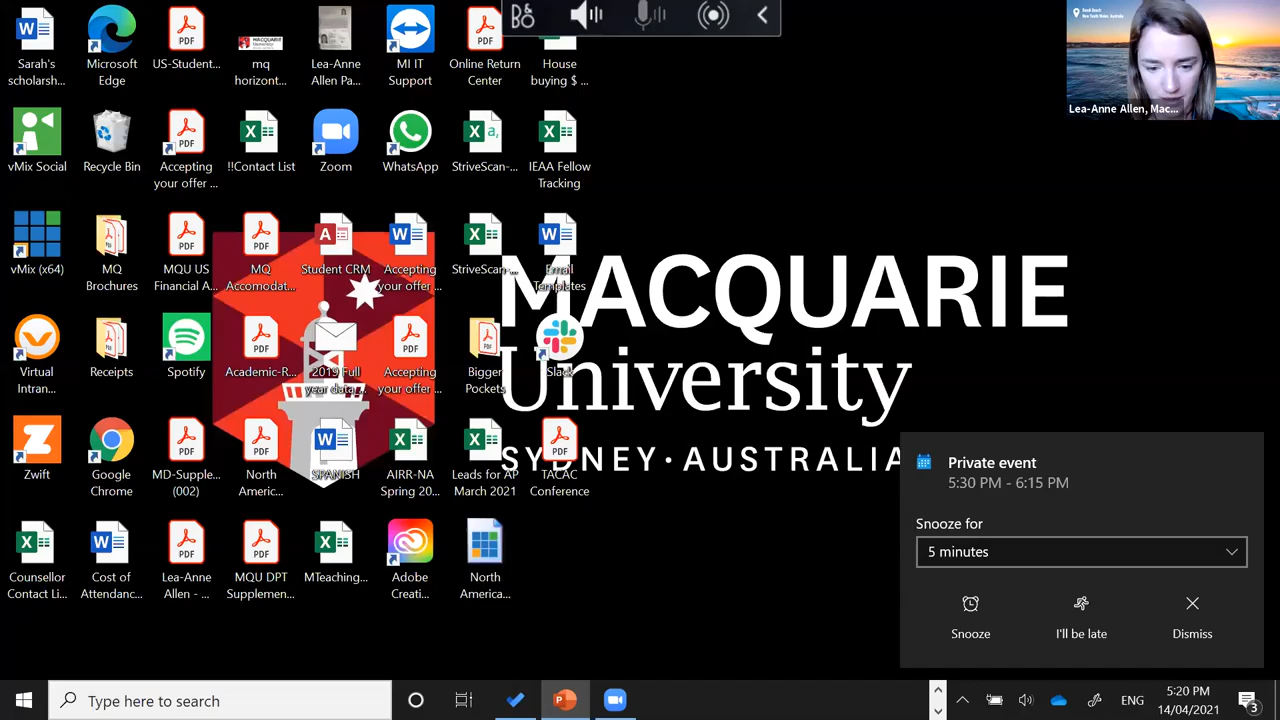 Sarah's
scholarsh...
Microsoft
Edge
US-Student...
mq
horizont...
Lea-Anne
Allen Pa...
MI IT
Support
Online Return
Center
House
buying $ ...
Lea-Anne Allen, Mac...
vMix Social
Recycle Bin
Accepting
your offer ...
!!Contact List
Zoom
WhatsApp
StriveScan-...
IEAA Fellow
Tracking
vMix (x64)
MQ
Brochures
MQU US
Financial A...
MQ
Accomodat...
Student CRM
Accepting
your offer ...
StriveScan-...
Email
Templates
MACQUARIE
University
SYDNEY·AUSTRALIA
Virtual
Intran...
Receipts
Spotify
Academic-R...
2019 Full
year data ...
Accepting
your offer ...
Bigger
Pockets
Slack
Zwift
Google
Chrome
MD-Supple...
(002)
North
Americ...
SPANISH
AIRR-NA
Spring 20...
Leads for AP
March 2021
TACAC
Conference
Counsellor
Contact Li...
Cost of
Attendanc...
Lea-Anne
Allen - ...
MQU DPT
Supplemen...
MTeaching...
Adobe
Creati...
North
America...
Private event
5:30 PM - 6:15 PM
Snooze for
5 minutes
Snooze
I'll be late
Dismiss
Type here to search
ENG
5:20 PM
14/04/2021
3